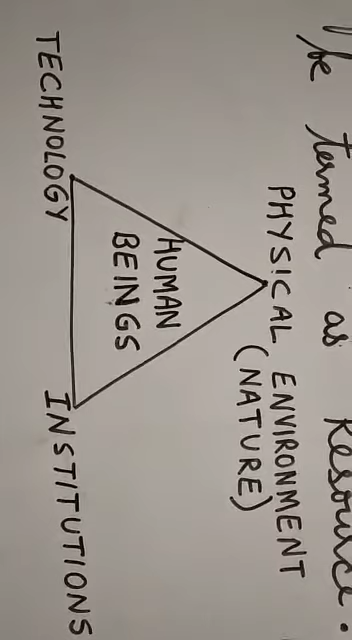 be termed as Resource.
PHYSICAL ENVIRONMENT
(NATURE)
HUMAN
BEINGS
TECHNOLOGY INSTITUTIONS